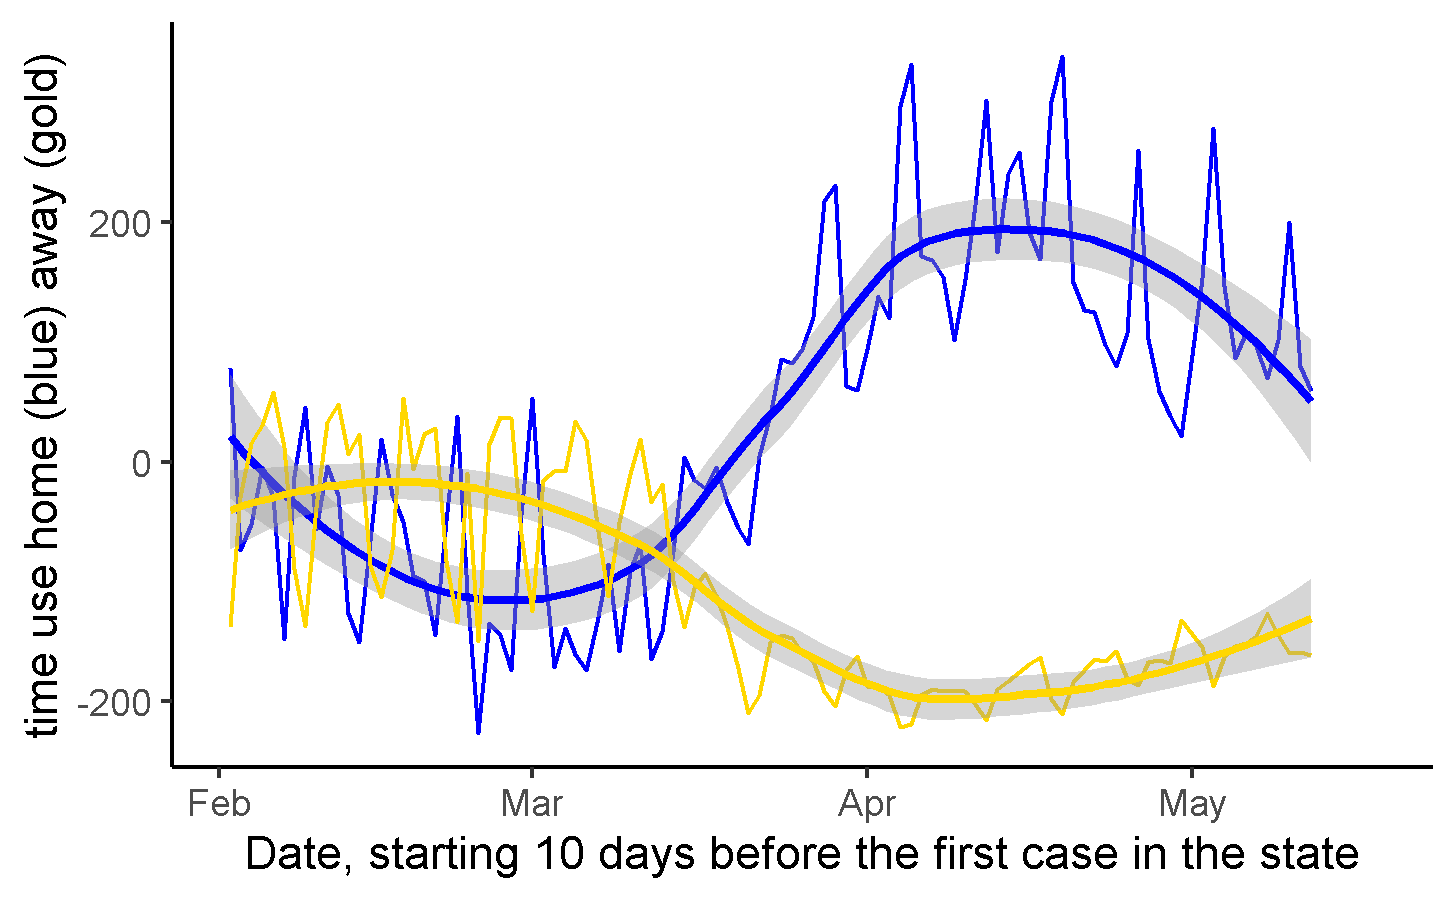 time use home (blue) away (gold)
200
0
-200
Feb Mar Apr May
Date, starting 10 days before the first case in the state